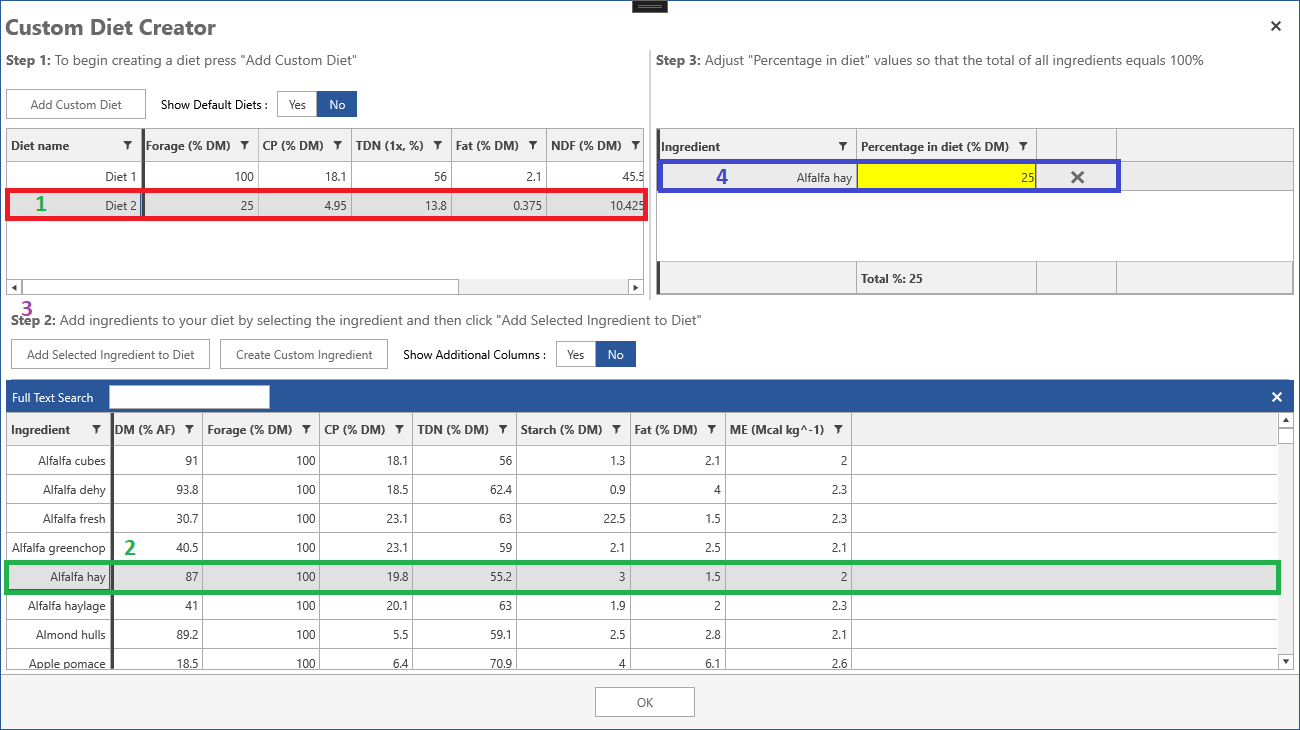 Custom Diet Creator
Step 1: To begin creating a diet press "Add Custom Diet"
Add Custom Diet Show Default Diets : Yes No
Diet name Forage (% DM) CP (% DM) TDN (1x, %) Fat (% DM) NDF (% DM)
Diet 1 100 18.1 56 2.1 45.5
1 Diet 2 25 4.95 13.8 0.375 10.425
Step 3: Adjust "Percentage in diet" values so that the total of all ingredients equals 100%
Ingredient Percentage in diet (% DM)
4 Alfalfa hay 25
Total %: 25
3
Step 2: Add ingredients to your diet by selecting the ingredient and then click "Add Selected Ingredient to Diet"
Add Selected Ingredient to Diet Create Custom Ingredient Show Additional Columns : Yes No
Full Text Search
Ingredient DM (% AF) Forage (% DM) CP (% DM) TDN (% DM) Starch (% DM) Fat (% DM) ME (Mcal kg^-1)
Alfalfa cubes 91 100 18.1 56 1.3 2.1 2
Alfalfa dehy 93.8 100 18.5 62.4 0.9 4 2.3
Alfalfa fresh 30.7 100 23.1 63 22.5 1.5 2.3
Alfalfa greenchop 2 40.5 100 23.1 59 2.1 2.5 2.1
Alfalfa hay 87 100 19.8 55.2 3 1.5 2
Alfalfa haylage 41 100 20.1 63 1.9 2 2.3
Almond hulls 89.2 100 5.5 59.1 2.5 2.8 2.1
Apple pomace 18.5 100 6.4 70.9 4 6.1 2.6
OK